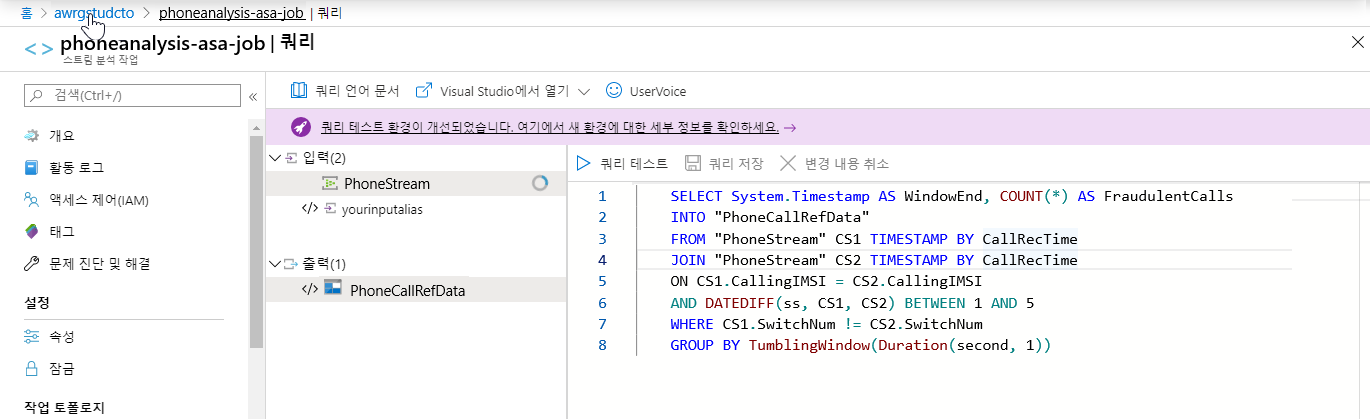 홈 > awrgstudcto > phoneanalysis-asa-job | 쿼리
< > phoneanalysis-asa-job | 쿼리
스트림 분석 작업
검색(Ctrl+/)
«
개요
활동 로그
액세스 제어(IAM)
태그
문제 진단 및 해결
설정
속성
잠금
작업 토폴로지
쿼리 언어 문서
Visual Studio에서 열기
UserVoice
쿼리 테스트 환경이 개선되었습니다. 여기에서 새 환경에 대한 세부 정보를 확인하세요. →
입력(2)
PhoneStream
</> yourinputalias
출력(1)
</> PhoneCallRefData
쿼리 테스트
쿼리 저장
변경 내용 취소
1 SELECT System.Timestamp AS WindowEnd, COUNT(*) AS FraudulentCalls
2 INTO "PhoneCallRefData"
3 FROM "PhoneStream" CS1 TIMESTAMP BY CallRecTime
4 JOIN "PhoneStream" CS2 TIMESTAMP BY CallRecTime
5 ON CS1.CallingIMSI = CS2.CallingIMSI
6 AND DATEDIFF(ss, CS1, CS2) BETWEEN 1 AND 5
7 WHERE CS1.SwitchNum != CS2.SwitchNum
8 GROUP BY TumblingWindow(Duration(second, 1))